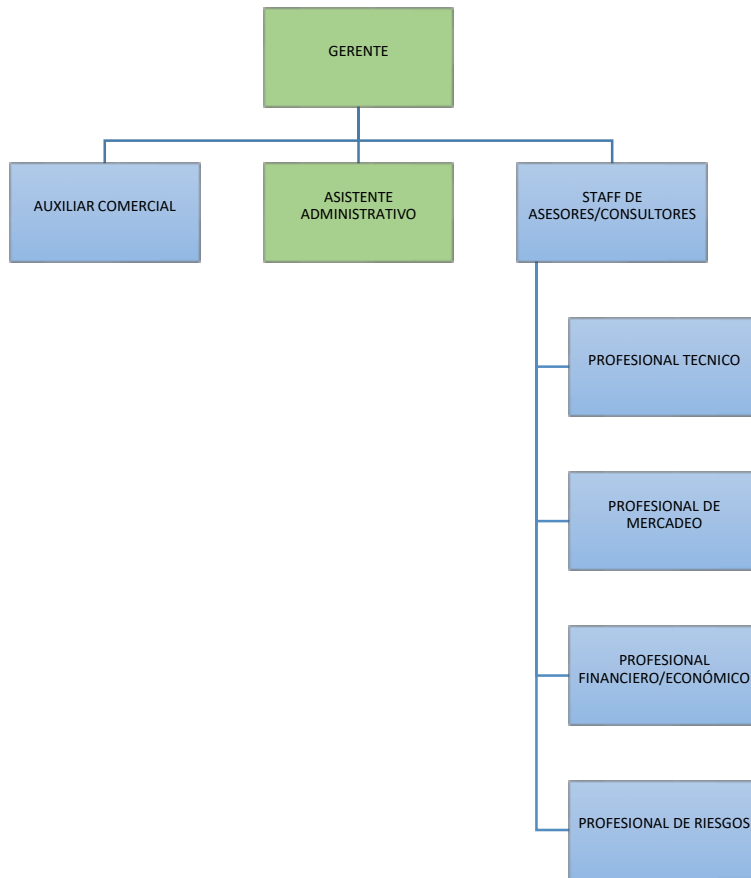 GERENTE
AUXILIAR COMERCIAL
ASISTENTE
ADMINISTRATIVO
STAFF DE
ASESORES/CONSULTORES
PROFESIONAL TECNICO
PROFESIONAL DE
MERCADEO
PROFESIONAL
FINANCIERO/ECONÓMICO
PROFESIONAL DE RIESGOS